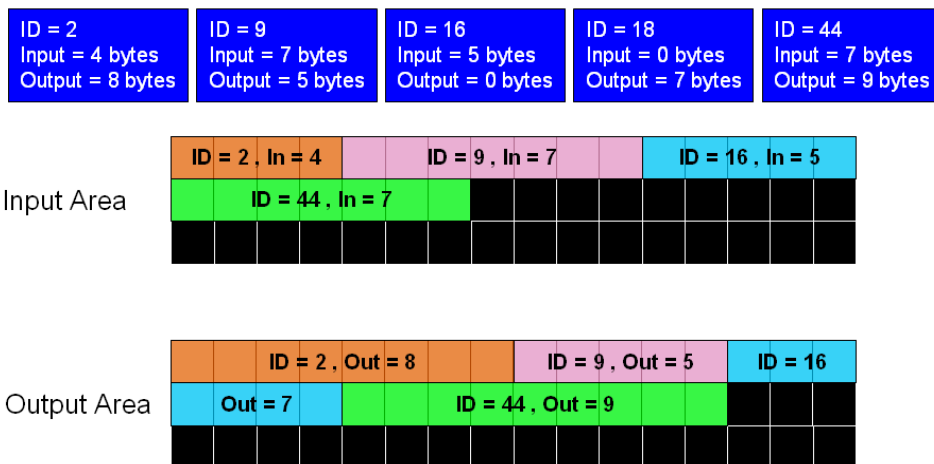 ID = 2
Input = 4 bytes
Output = 8 bytes
ID = 9
Input = 7 bytes
Output = 5 bytes
ID = 16
Input = 5 bytes
Output = 0 bytes
ID = 18
Input = 0 bytes
Output = 7 bytes
ID = 44
Input = 7 bytes
Output = 9 bytes
Input Area
ID = 2 , In = 4
ID = 9 , In = 7
ID = 16 , In = 5
ID = 44 , In = 7
Output Area
ID = 2 , Out = 8
ID = 9 , Out = 5
ID = 16
Out = 7
ID = 44 , Out = 9